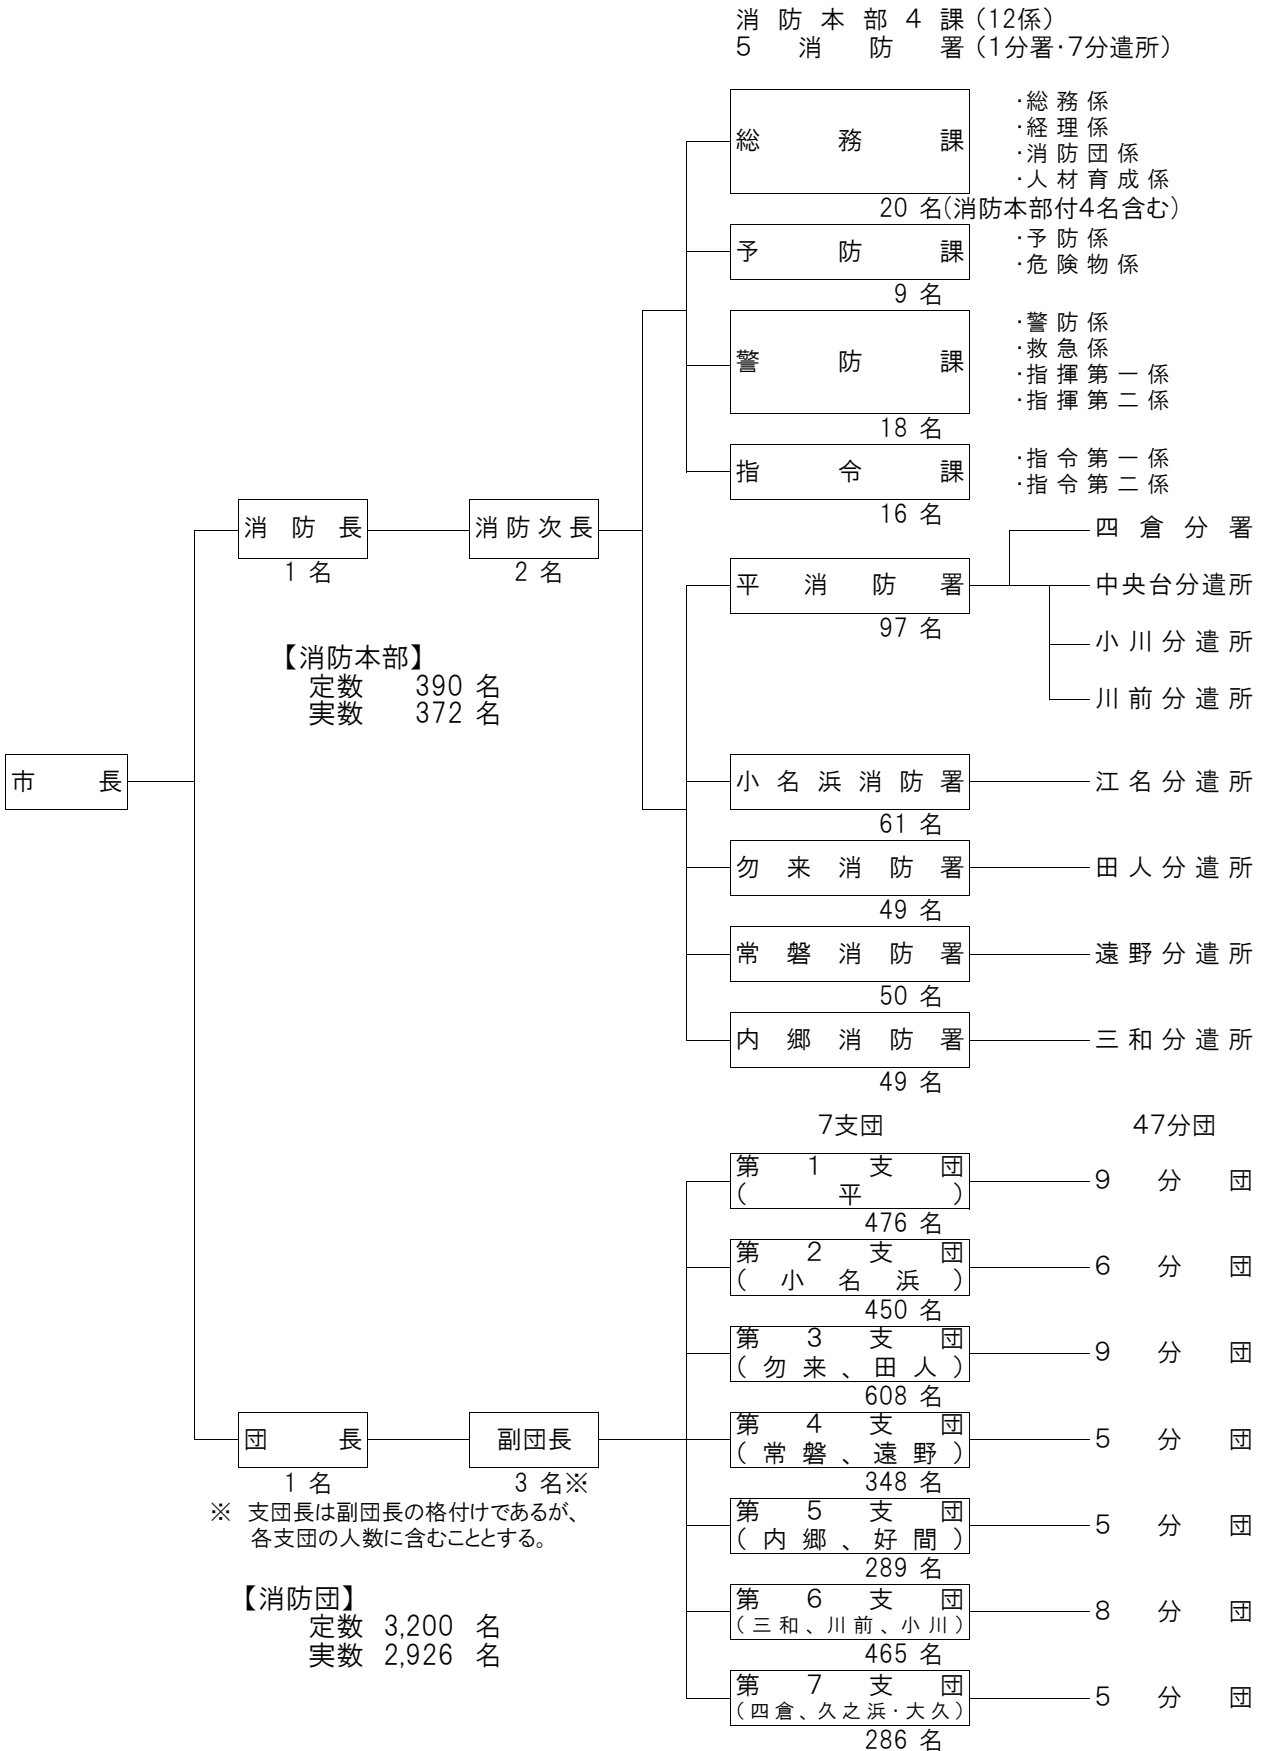 消防本部4課(12係)
5消防署(1分署・7分遣所)
総務課
・総務係
・経理係
・消防団係
・人材育成係
20 名(消防本部付4名含む)
予防課
・予防係
・危険物係
9 名
警防課
・警防係
・救急係
・指揮第一係
・指揮第二係
18 名
指令課
・指令第一係
・指令第二係
16 名
消防長
1 名
消防次長
2 名
平消防署
97 名
四倉分署
中央台分遣所
小川分遣所
川前分遣所
【消防本部】
定数 390 名
実数 372 名
市長
小名浜消防署
61 名
江名分遣所
勿来消防署
49 名
田人分遣所
常磐消防署
50 名
遠野分遣所
内郷消防署
49 名
三和分遣所
7支団 47分団
第1支団
(平)
476 名
9分団
第2支団
(小名浜)
450 名
6分団
第3支団
(勿来、田人)
608 名
9分団
団長
1 名
副団長
3 名※
第4支団
(常磐、遠野)
348 名
5分団
※ 支団長は副団長の格付けであるが、
各支団の人数に含むこととする。
第5支団
(内郷、好間)
289 名
5分団
【消防団】
定数 3,200 名
実数 2,926 名
第6支団
(三和、川前、小川)
465 名
8分団
第7支団
(四倉、久之浜・大久)
286 名
5分団